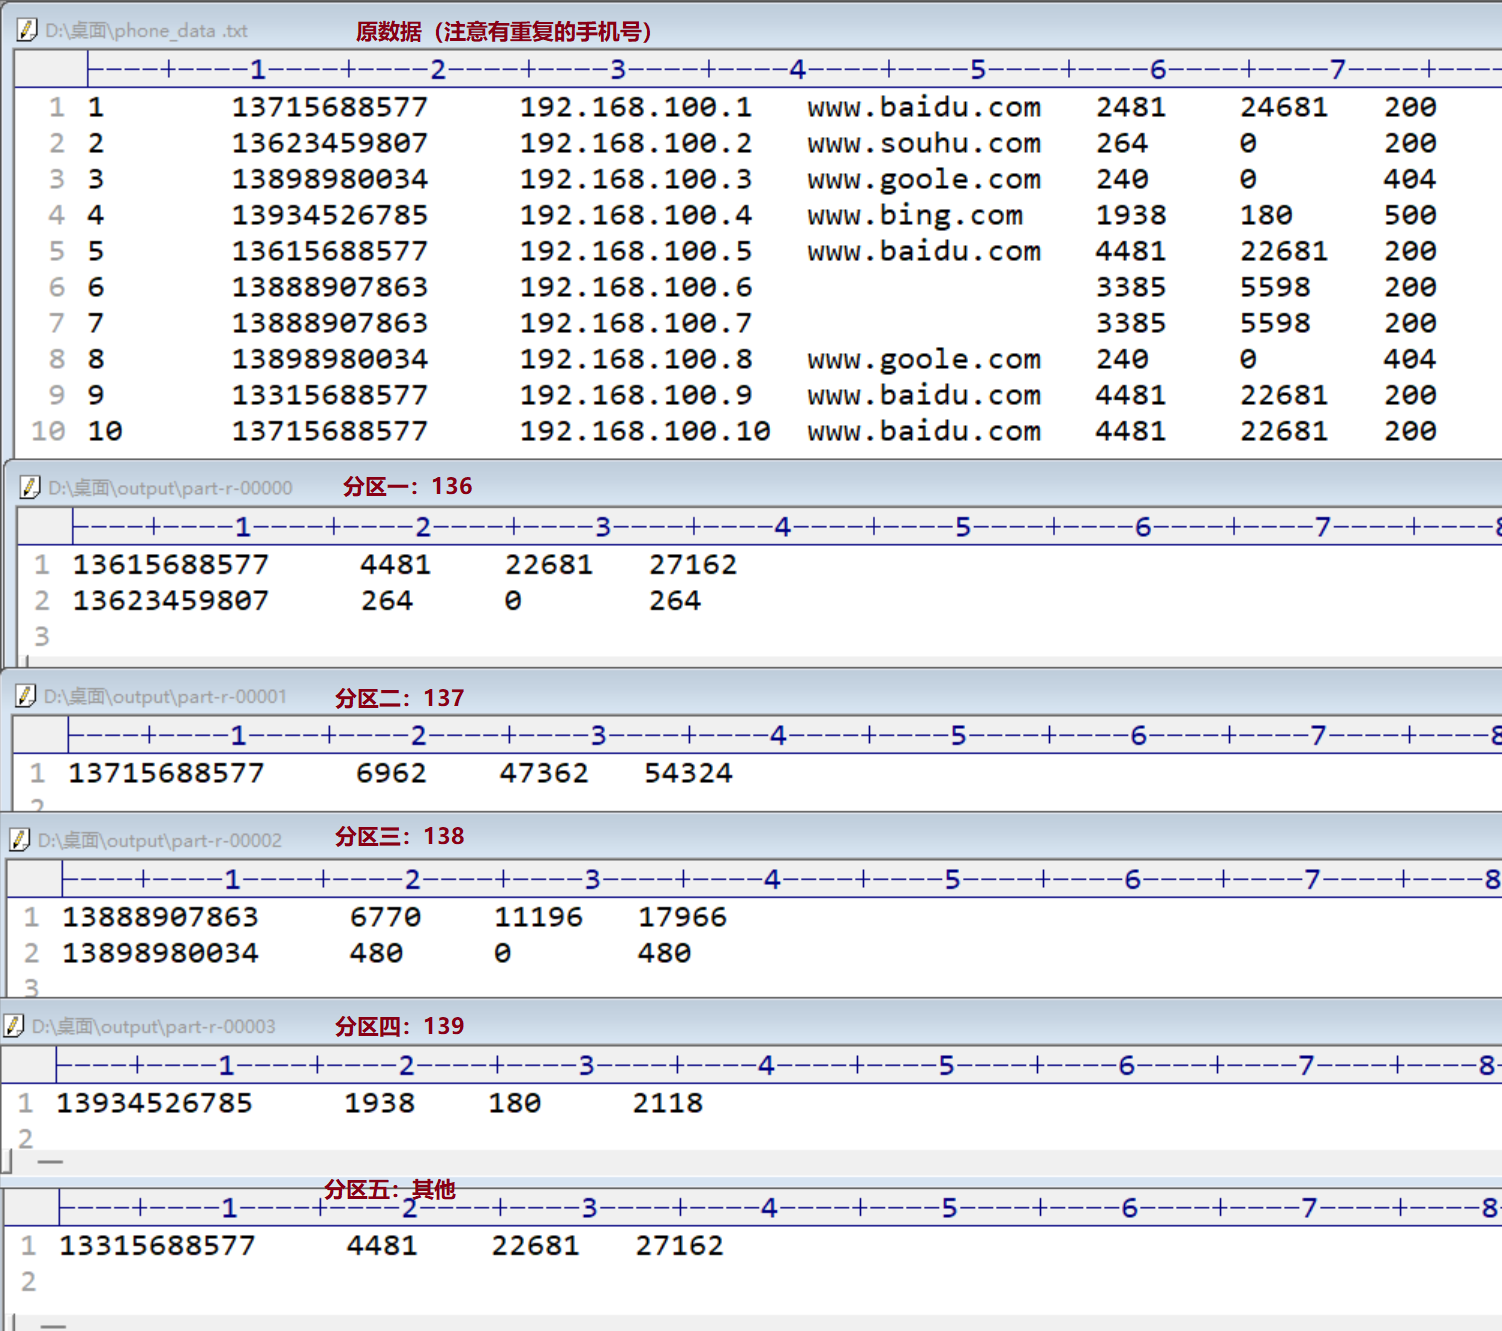 D:\桌面\phone_data .txt 原数据（注意有重复的手机号）
----+----1----+----2----+----3----+----4----+----5----+----6----+----7----+---
1 1 13715688577 192.168.100.1 www.baidu.com 2481 24681 200
2 2 13623459807 192.168.100.2 www.souhu.com 264 0 200
3 3 13898980034 192.168.100.3 www.goole.com 240 0 404
4 4 13934526785 192.168.100.4 www.bing.com 1938 180 500
5 5 13615688577 192.168.100.5 www.baidu.com 4481 22681 200
6 6 13888907863 192.168.100.6 3385 5598 200
7 7 13888907863 192.168.100.7 3385 5598 200
8 8 13898980034 192.168.100.8 www.goole.com 240 0 404
9 9 13315688577 192.168.100.9 www.baidu.com 4481 22681 200
10 10 13715688577 192.168.100.10 www.baidu.com 4481 22681 200
D:\桌面\output\part-r-00000 分区一：136
----+----1----+----2----+----3----+----4----+----5----+----6----+----7----+----8
1 13615688577 4481 22681 27162
2 13623459807 264 0 264
3
D:\桌面\output\part-r-00001 分区二：137
----+----1----+----2----+----3----+----4----+----5----+----6----+----7----+----8
1 13715688577 6962 47362 54324
2
D:\桌面\output\part-r-00002 分区三：138
----+----1----+----2----+----3----+----4----+----5----+----6----+----7----+----8
1 13888907863 6770 11196 17966
2 13898980034 480 0 480
3
D:\桌面\output\part-r-00003 分区四：139
----+----1----+----2----+----3----+----4----+----5----+----6----+----7----+----8-
1 13934526785 1938 180 2118
2
分区五：其他
----+----1----+----2----+----3----+----4----+----5----+----6----+----7----+----8-
1 13315688577 4481 22681 27162
2